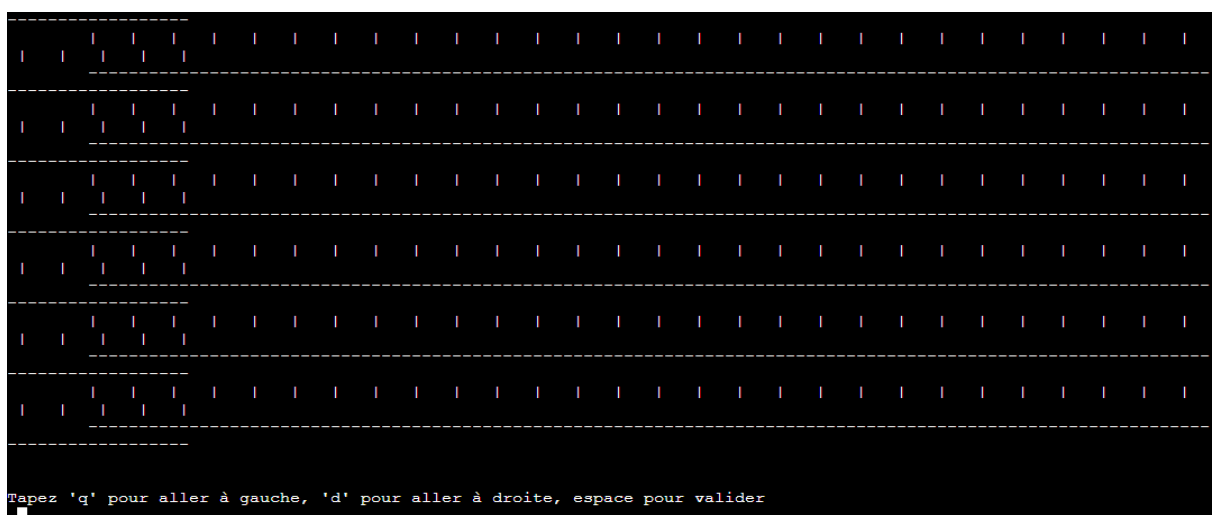 Tapez 'q' pour aller à gauche, 'd' pour aller à droite, espace pour valider